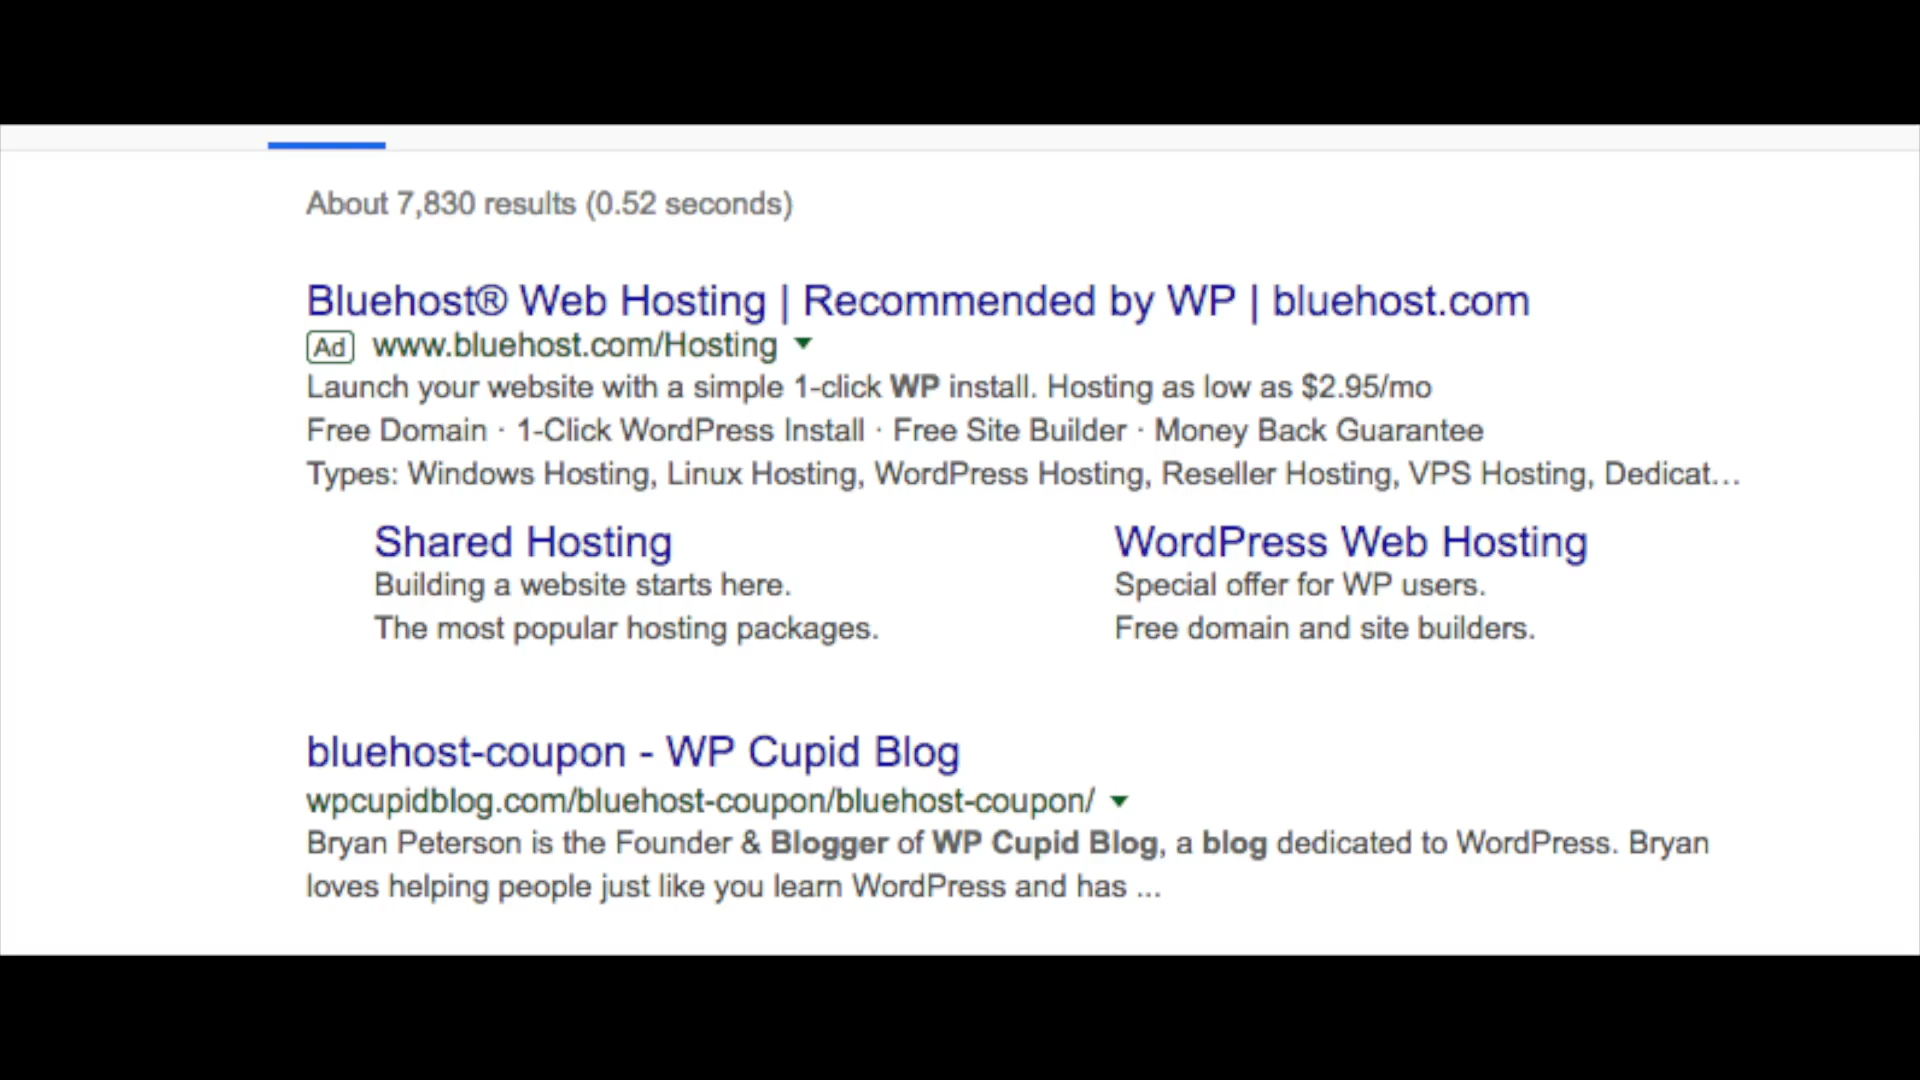 About 7,830 results (0.52 seconds)
Bluehost® Web Hosting | Recommended by WP | bluehost.com
Ad www.bluehost.com/Hosting
Launch your website with a simple 1-click WP install. Hosting as low as $2.95/mo
Free Domain · 1-Click WordPress Install · Free Site Builder · Money Back Guarantee
Types: Windows Hosting, Linux Hosting, WordPress Hosting, Reseller Hosting, VPS Hosting, Dedicat...
Shared Hosting
Building a website starts here.
The most popular hosting packages.
WordPress Web Hosting
Special offer for WP users.
Free domain and site builders.
bluehost-coupon - WP Cupid Blog
wpcupidblog.com/bluehost-coupon/bluehost-coupon/
Bryan Peterson is the Founder & Blogger of WP Cupid Blog, a blog dedicated to WordPress. Bryan
loves helping people just like you learn WordPress and has ...